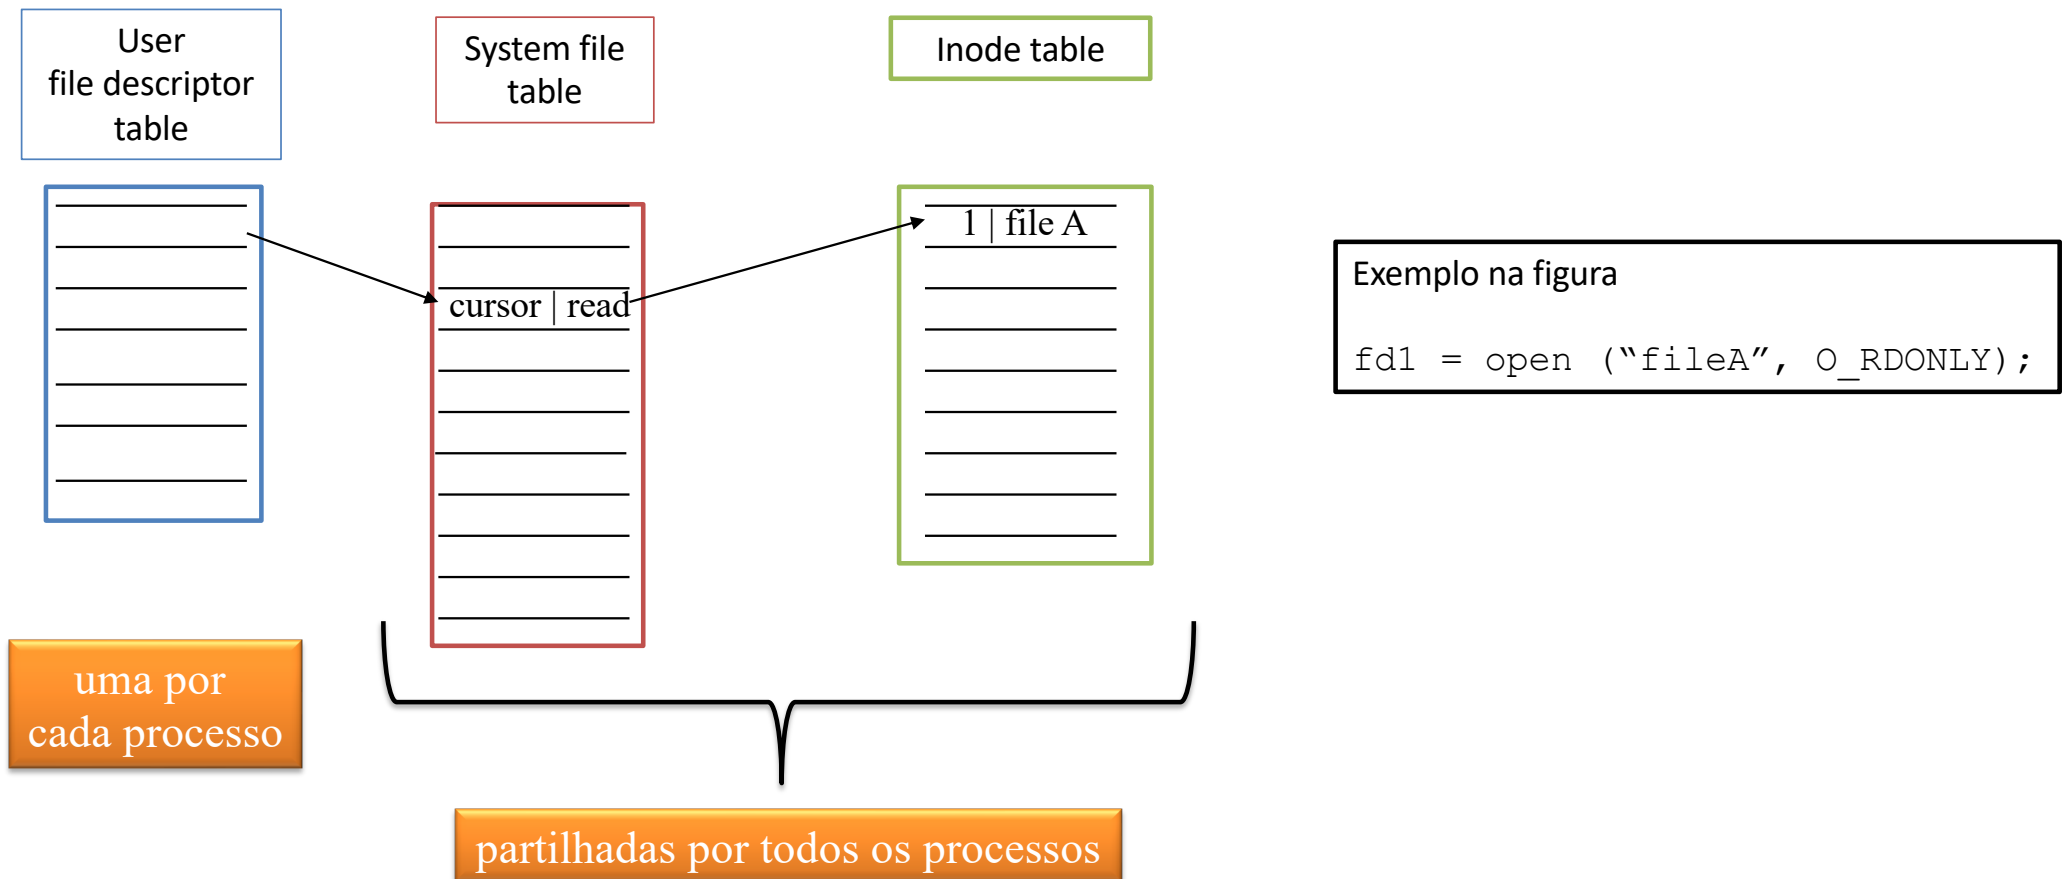 User
file descriptor
table
System file
table
Inode table
1 | file A
cursor | read
Exemplo na figura
fd1 = open (“fileA”, O_RDONLY);
uma por
cada processo
partilhadas por todos os processos